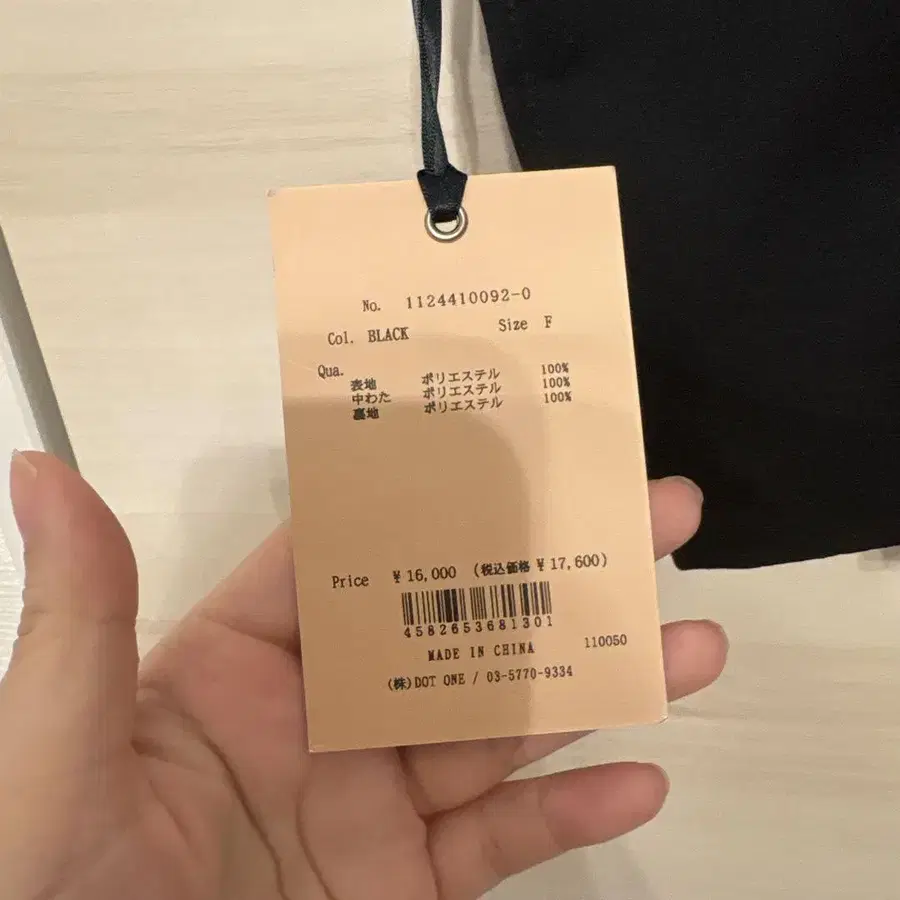 No. 1124410092-0
Col. BLACK Size F
Qua.
表地 ポリエステル 100%
中わた ポリエステル 100%
裏地 ポリエステル 100%
Price ¥16,000 (税込価格 ¥17,600)
4582653681301
MADE IN CHINA 110050
(株)DOT ONE / 03-5770-9334